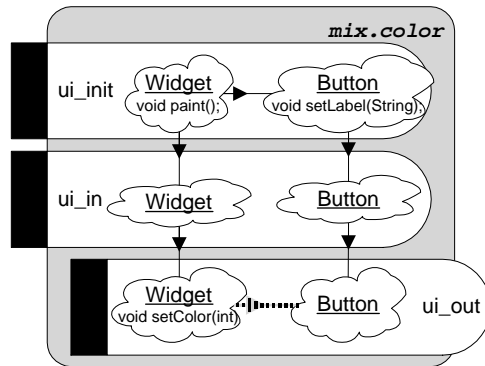 mix.color
ui_init
Widget
void paint();
Button
void setLabel(String);
ui_in
Widget
Button
Widget
void setColor(int)
Button
ui_out